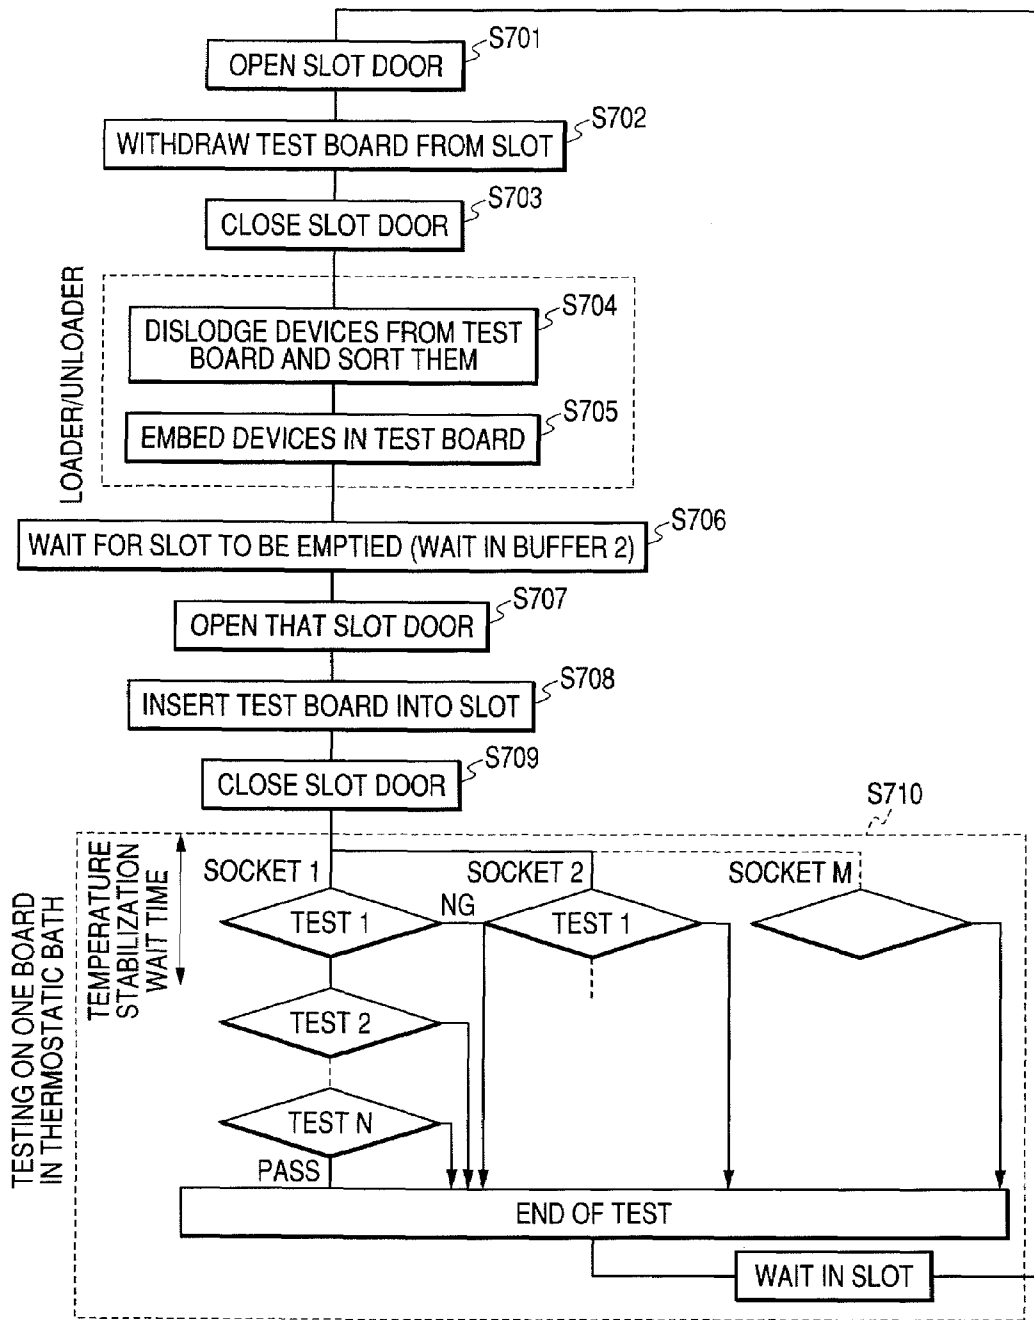 S701
OPEN SLOT DOOR
S702
WITHDRAW TEST BOARD FROM SLOT
S703
CLOSE SLOT DOOR
LOADER/UNLOADER
S704
DISLODGE DEVICES FROM TEST
BOARD AND SORT THEM
S705
EMBED DEVICES IN TEST BOARD
S706
WAIT FOR SLOT TO BE EMPTIED (WAIT IN BUFFER 2)
S707
OPEN THAT SLOT DOOR
S708
INSERT TEST BOARD INTO SLOT
S709
CLOSE SLOT DOOR
S710
TESTING ON ONE BOARD
IN THERMOSTATIC BATH
TEMPERATURE
STABILIZATION
WAIT TIME
SOCKET 1
SOCKET 2
SOCKET M
TEST 1
NG
TEST 1
TEST 2
TEST N
PASS
END OF TEST
WAIT IN SLOT